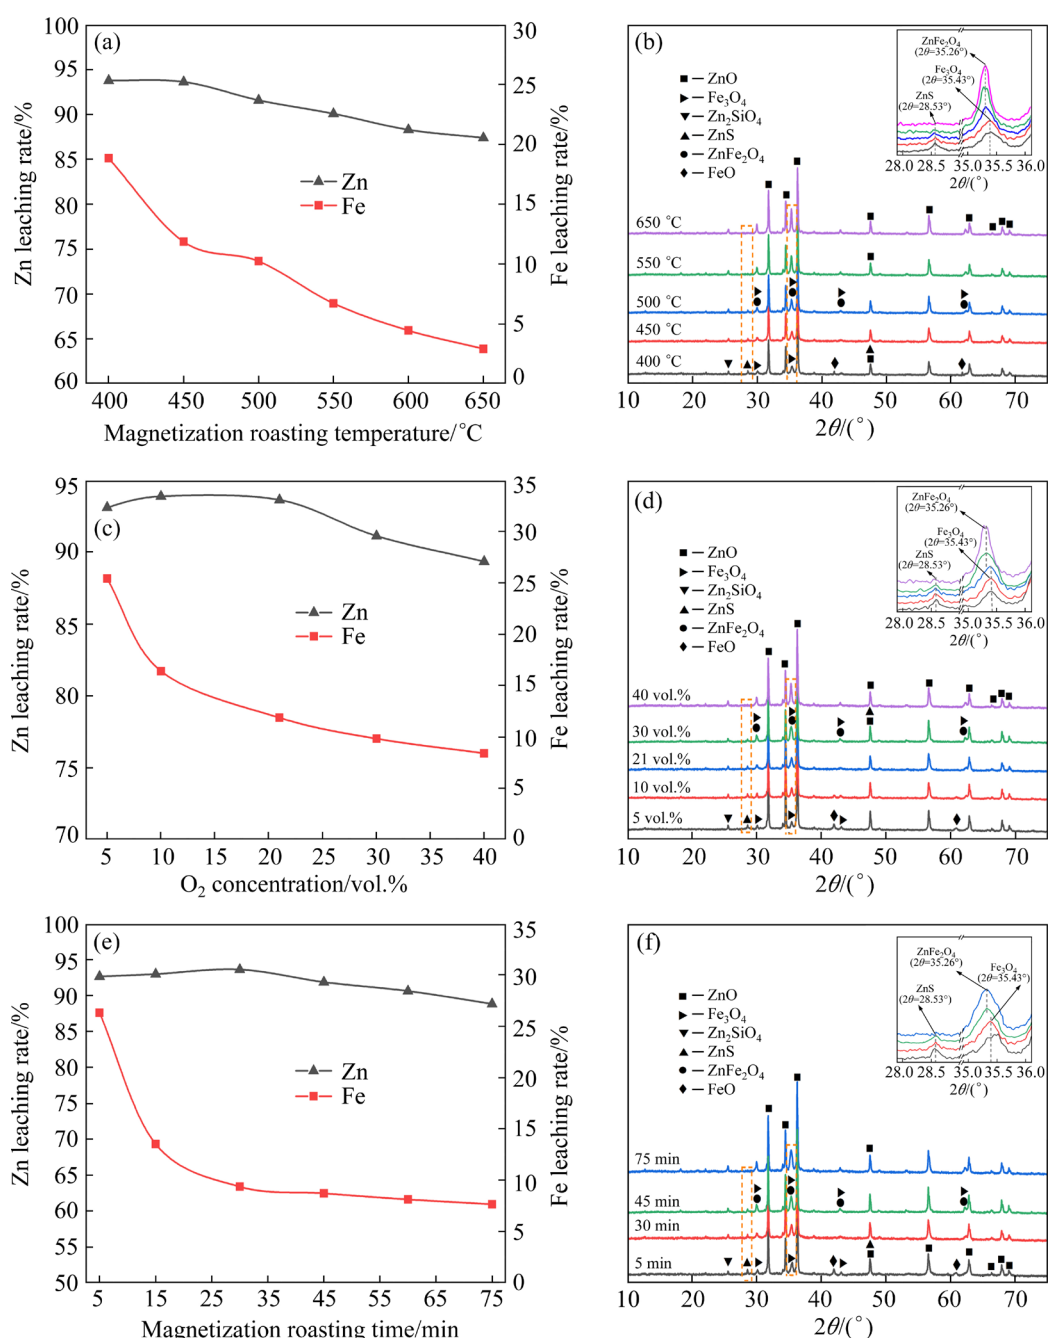 (a)
100
95
90
85
80
75
70
65
60
30
25
20
15
10
5
0
Zn leaching rate/%
Fe leaching rate/%
Zn
Fe
400 450 500 550 600 650
Magnetization roasting temperature/°C
(b)
ZnO
Fe3O4
Zn2SiO4
ZnS
ZnFe2O4
FeO
ZnFe2O4
(2θ=35.26°)
Fe3O4
(2θ=35.43°)
ZnS
(2θ=28.53°)
28.0 28.5 35.0 35.5 36.0
2θ/(°)
650 °C
550 °C
500 °C
450 °C
400 °C
10 20 30 40 50 60 70
2θ/(°)
(c)
95
90
85
80
75
70
35
30
25
20
15
10
5
0
Zn leaching rate/%
Fe leaching rate/%
Zn
Fe
5 10 15 20 25 30 35 40
O2 concentration/vol.%
(d)
ZnO
Fe3O4
Zn2SiO4
ZnS
ZnFe2O4
FeO
ZnFe2O4
(2θ=35.26°)
Fe3O4
(2θ=35.43°)
ZnS
(2θ=28.53°)
28.0 28.5 35.0 35.5 36.0
2θ/(°)
40 vol.%
30 vol.%
21 vol.%
10 vol.%
5 vol.%
10 20 30 40 50 60 70
2θ/(°)
(e)
100
95
90
85
80
75
70
65
60
55
50
35
30
25
20
15
10
5
0
Zn leaching rate/%
Fe leaching rate/%
Zn
Fe
5 15 25 35 45 55 65 75
Magnetization roasting time/min
(f)
ZnO
Fe3O4
Zn2SiO4
ZnS
ZnFe2O4
FeO
ZnFe2O4
(2θ=35.26°)
Fe3O4
(2θ=35.43°)
ZnS
(2θ=28.53°)
28.0 28.5 35.0 35.5 36.0
2θ/(°)
75 min
45 min
30 min
5 min
10 20 30 40 50 60 70
2θ/(°)